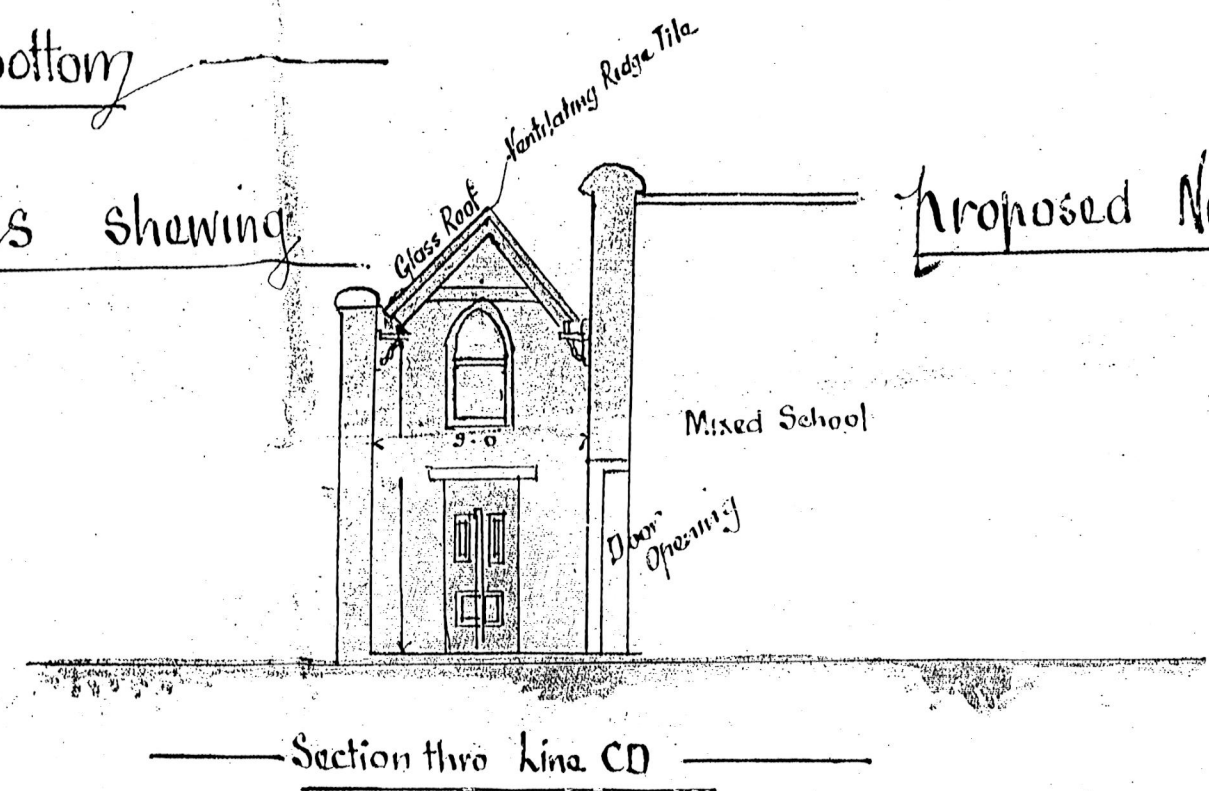 bottom
Ventilating Ridge Tile
s shewing
Glass Roof
Proposed
9.0
Mixed School
Door
Opening
Section thro Line CD